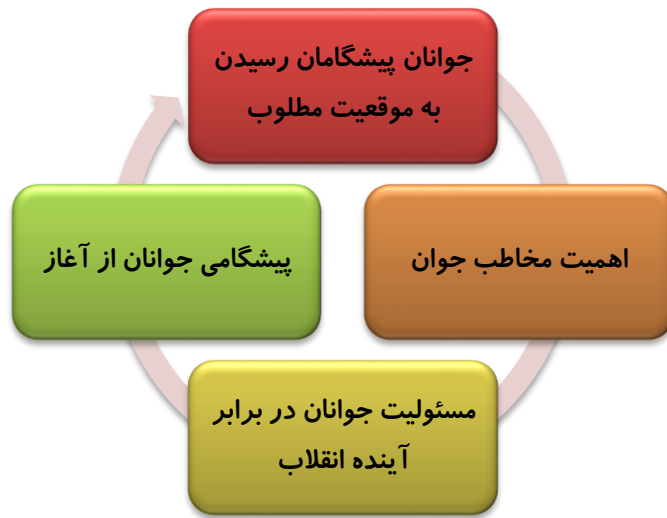 جوانان پیشگامان رسیدن
به موقعیت مطلوب
اهمیت مخاطب جوان
مسئولیت جوانان در برابر
آینده انقلاب
پیشگامی جوانان از آغاز